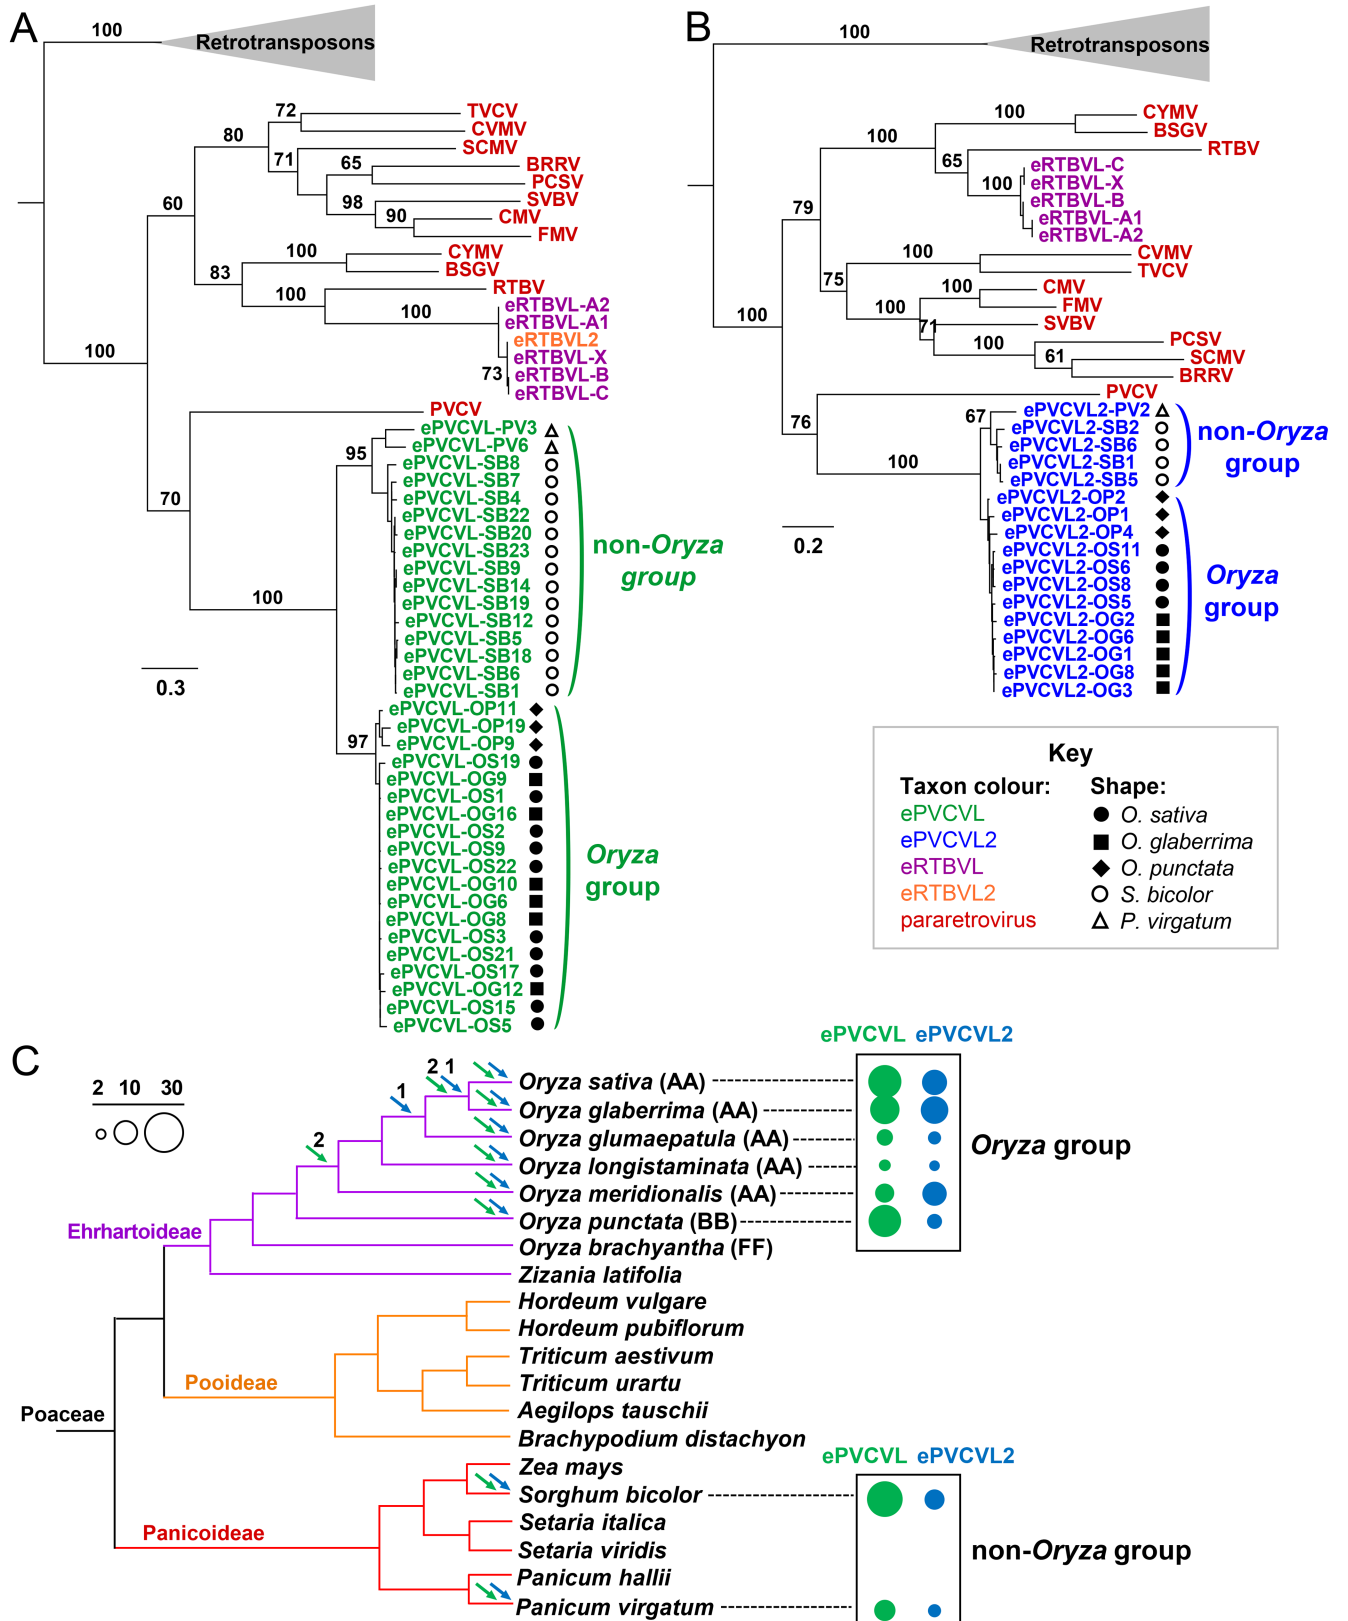 A
100
Retrotransposons
72
TVCV
CVMV
80
SCMV
71
65
BRRV
PCSV
98
SVBV
90
CMV
FMV
60
100
CYMV
BSGV
83
RTBV
100
eRTBVL-A2
100
eRTBVL-A1
eRTBVL2
eRTBVL-X
73
eRTBVL-B
eRTBVL-C
100
PVCV
ePVCVL-PV3
95
ePVCVL-PV6
ePVCVL-SB8
ePVCVL-SB7
70
ePVCVL-SB4
ePVCVL-SB22
ePVCVL-SB20
ePVCVL-SB23
ePVCVL-SB9
ePVCVL-SB14
100
ePVCVL-SB19
ePVCVL-SB12
ePVCVL-SB5
ePVCVL-SB18
ePVCVL-SB6
ePVCVL-SB1
non-Oryza
group
0.3
ePVCVL-OP11
ePVCVL-OP19
97
ePVCVL-OP9
ePVCVL-OS19
ePVCVL-OG9
ePVCVL-OS1
ePVCVL-OG16
ePVCVL-OS2
ePVCVL-OS9
ePVCVL-OS22
ePVCVL-OG10
ePVCVL-OG6
ePVCVL-OG8
ePVCVL-OS3
ePVCVL-OS21
ePVCVL-OS17
ePVCVL-OG12
ePVCVL-OS15
ePVCVL-OS5
Oryza
group
B
100
Retrotransposons
100
CYMV
BSGV
100
RTBV
65
eRTBVL-C
100
eRTBVL-X
eRTBVL-B
eRTBVL-A1
eRTBVL-A2
79
100
CVMV
TVCV
75
100
CMV
100
FMV
71
SVBV
100
PCSV
61
SCMV
BRRV
100
PVCV
76
67
ePVCVL2-PV2
ePVCVL2-SB2
ePVCVL2-SB6
100
ePVCVL2-SB1
ePVCVL2-SB5
non-Oryza
group
ePVCVL2-OP2
ePVCVL2-OP1
ePVCVL2-OP4
ePVCVL2-OS11
ePVCVL2-OS6
ePVCVL2-OS8
ePVCVL2-OS5
ePVCVL2-OG2
ePVCVL2-OG6
ePVCVL2-OG1
ePVCVL2-OG8
ePVCVL2-OG3
Oryza
group
0.2
Key
Taxon colour: Shape:
ePVCVL O. sativa
ePVCVL2 O. glaberrima
eRTBVL O. punctata
eRTBVL2 S. bicolor
pararetrovirus P. virgatum
C
2 10 30
ePVCVL ePVCVL2
2 1
1
2
Oryza sativa (AA)
Oryza glaberrima (AA)
Oryza glumaepatula (AA)
Oryza longistaminata (AA)
Oryza meridionalis (AA)
Oryza punctata (BB)
Oryza brachyantha (FF)
Zizania latifolia
Oryza group
Ehrhartoideae
Hordeum vulgare
Hordeum pubiflorum
Triticum aestivum
Triticum urartu
Aegilops tauschii
Brachypodium distachyon
Pooideae
Poaceae
ePVCVL ePVCVL2
Zea mays
Sorghum bicolor
Setaria italica
Setaria viridis
Panicum hallii
Panicum virgatum
Panicoideae
non-Oryza group